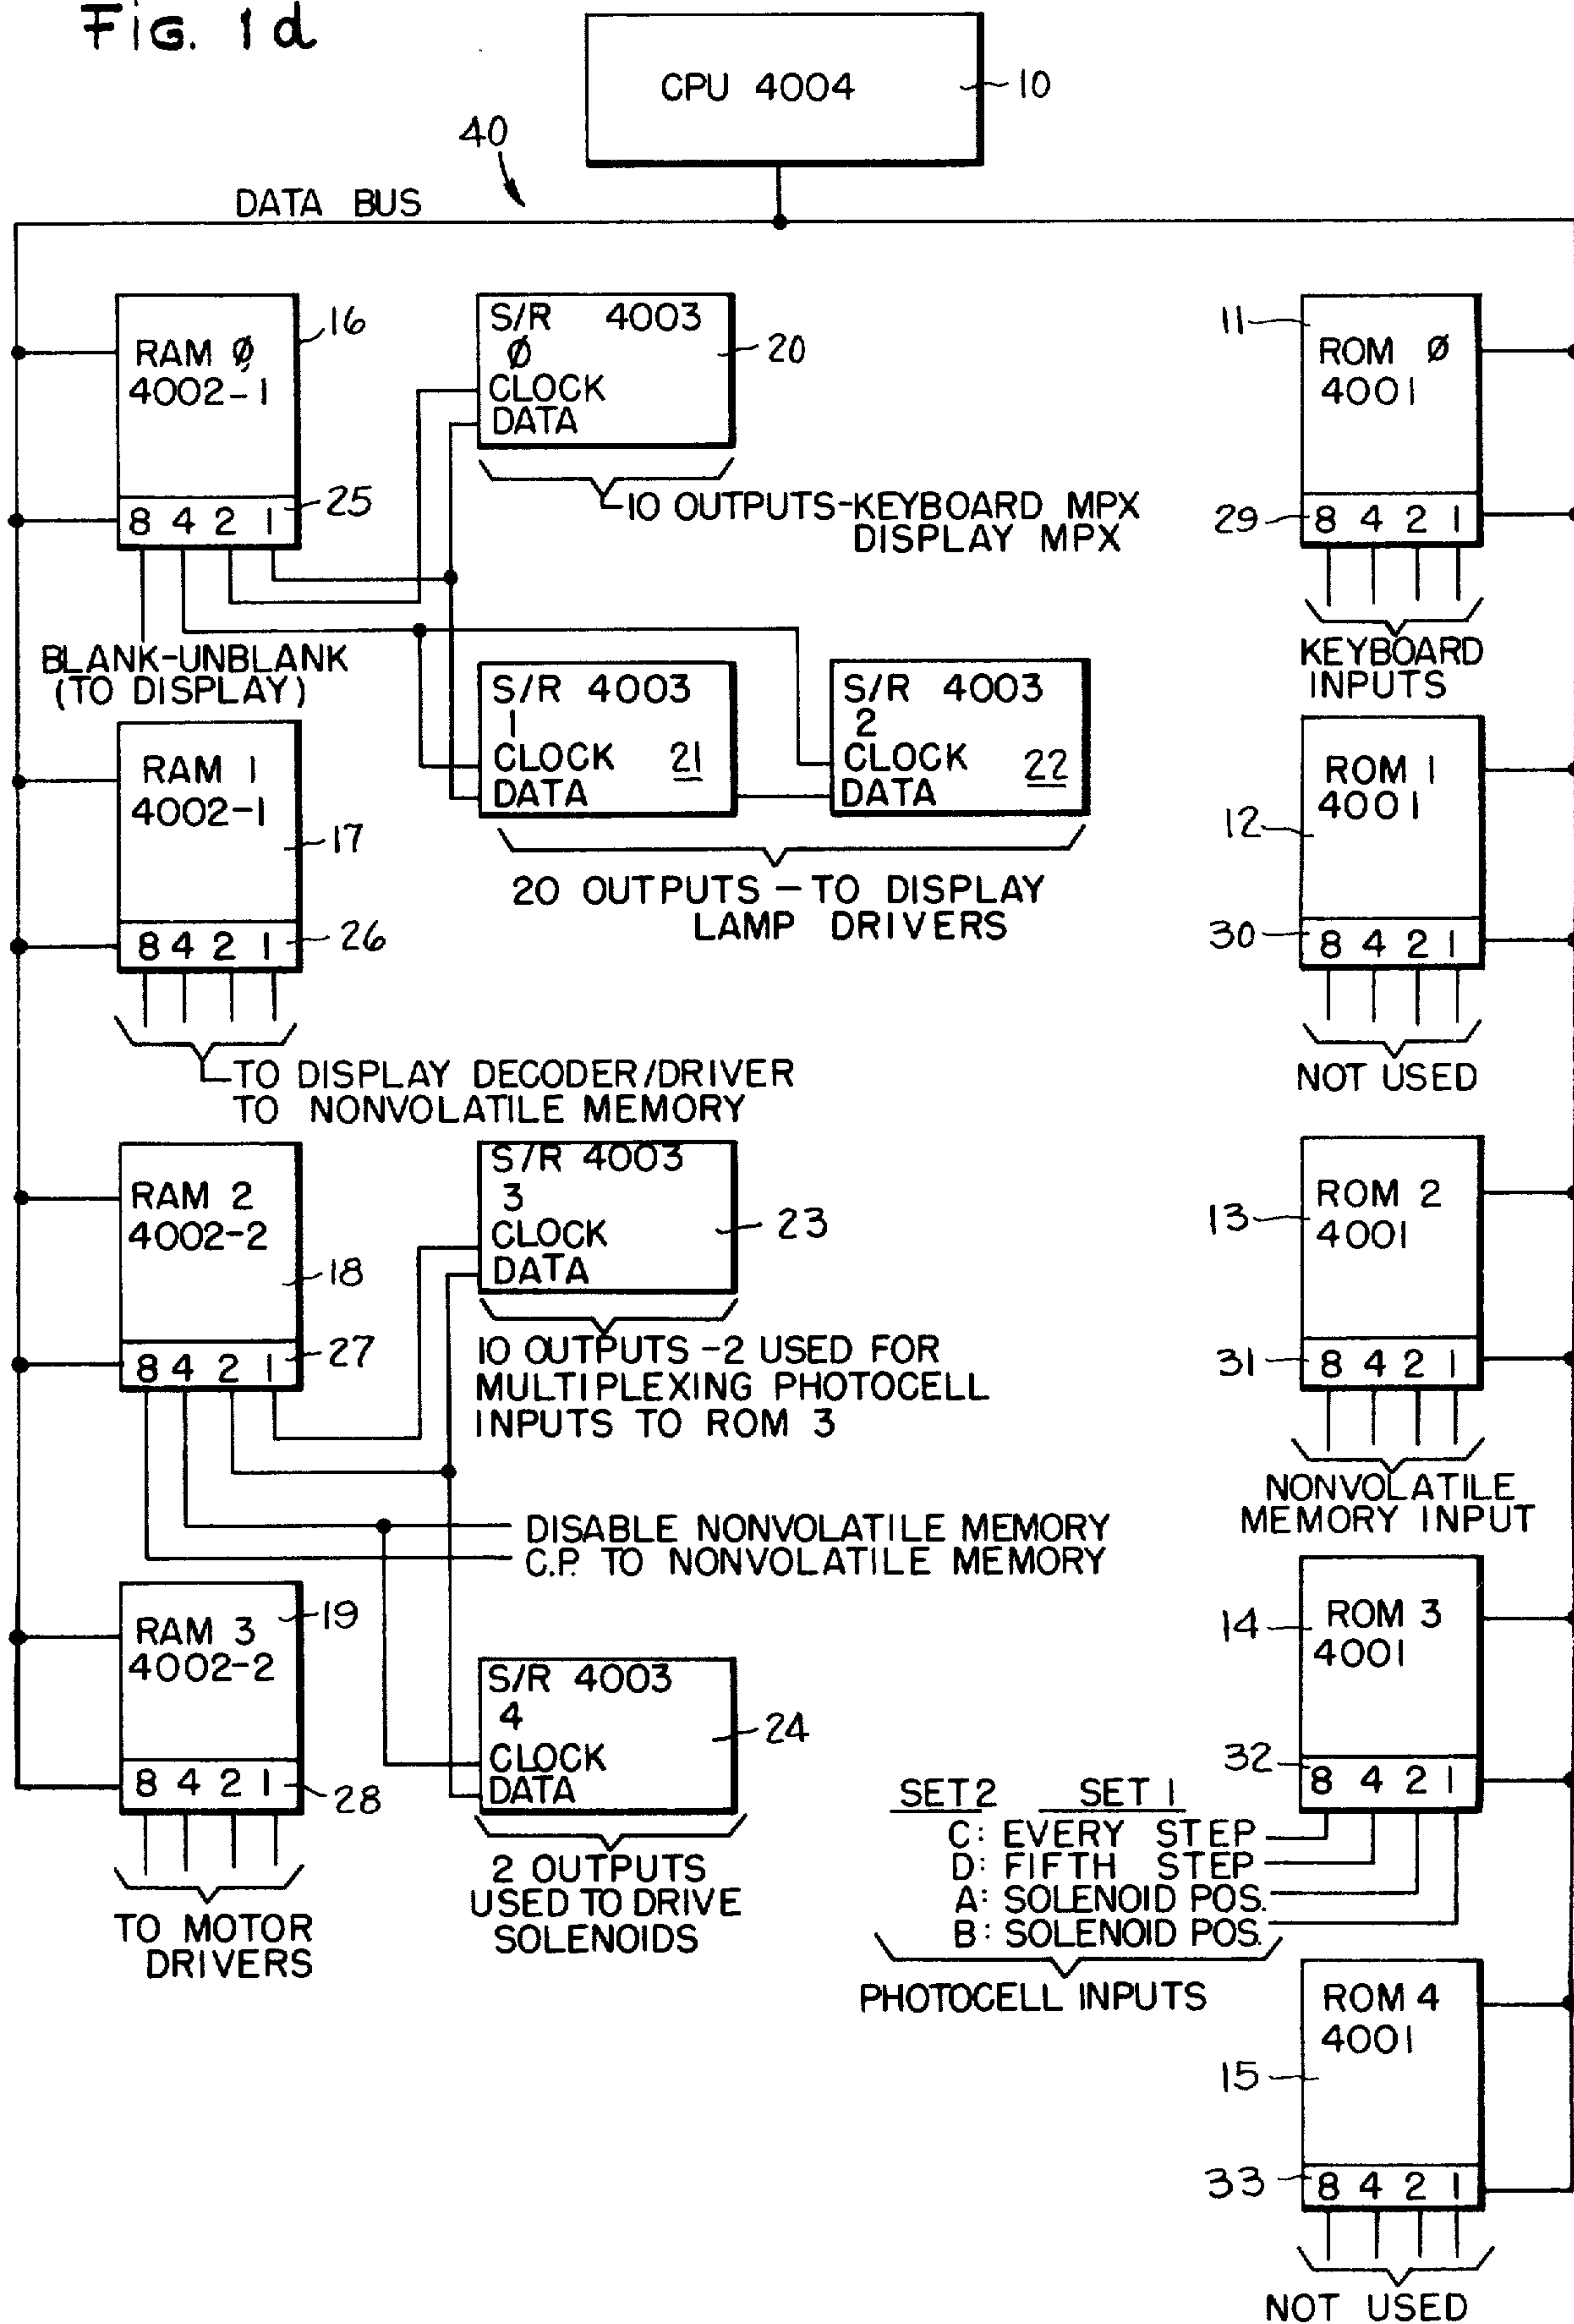 Fig. 1d
CPU 4004
10
40
DATA BUS
RAM Ø
4002-1
16
8 4 2 1
25
BLANK-UNBLANK
(TO DISPLAY)
S/R 4003
Ø
CLOCK
DATA
20
10 OUTPUTS-KEYBOARD MPX
DISPLAY MPX
S/R 4003
1
CLOCK
DATA
21
S/R 4003
2
CLOCK
DATA
22
20 OUTPUTS – TO DISPLAY
LAMP DRIVERS
RAM 1
4002-1
17
8 4 2 1
26
TO DISPLAY DECODER/DRIVER
TO NONVOLATILE MEMORY
RAM 2
4002-2
18
8 4 2 1
27
S/R 4003
3
CLOCK
DATA
23
10 OUTPUTS -2 USED FOR
MULTIPLEXING PHOTOCELL
INPUTS TO ROM 3
DISABLE NONVOLATILE MEMORY
C.P. TO NONVOLATILE MEMORY
RAM 3
4002-2
19
8 4 2 1
28
TO MOTOR
DRIVERS
S/R 4003
4
CLOCK
DATA
24
2 OUTPUTS
USED TO DRIVE
SOLENOIDS
11
ROM Ø
4001
29
8 4 2 1
KEYBOARD
INPUTS
ROM 1
4001
12
30
8 4 2 1
NOT USED
ROM 2
4001
13
31
8 4 2 1
NONVOLATILE
MEMORY INPUT
ROM 3
4001
14
32
8 4 2 1
SET 2 SET 1
C: EVERY STEP
D: FIFTH STEP
A: SOLENOID POS.
B: SOLENOID POS.
PHOTOCELL INPUTS
ROM 4
4001
15
33
8 4 2 1
NOT USED